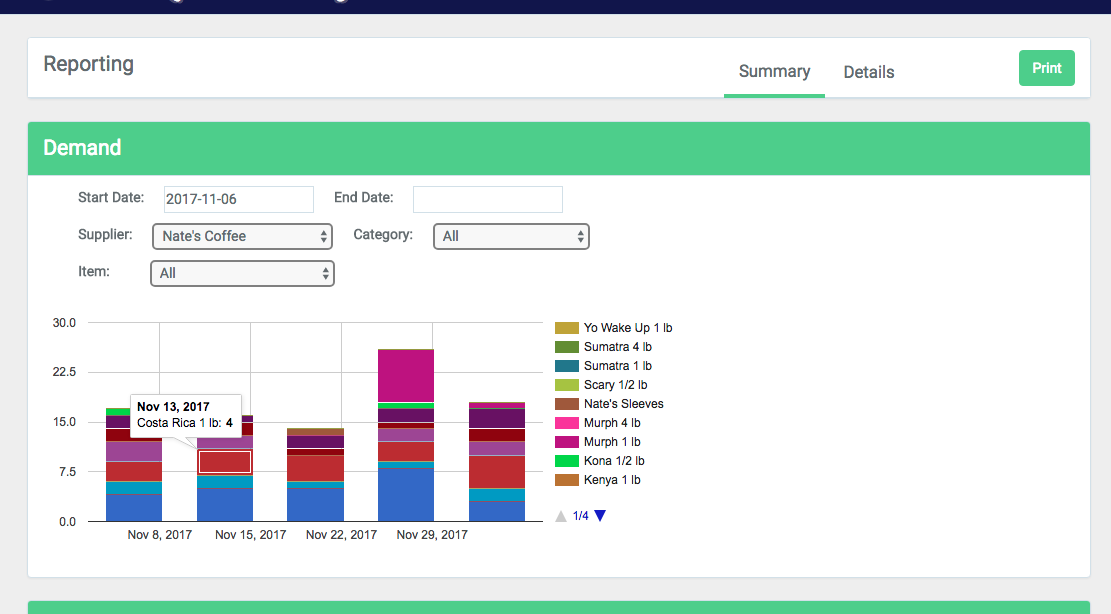 Reporting
Summary
Details
Print
Demand
Start Date:
2017-11-06
End Date:
Supplier:
Nate's Coffee
Category:
All
Item:
All
30.0
22.5
15.0
7.5
0.0
Nov 13, 2017
Costa Rica 1 lb: 4
Nov 8, 2017
Nov 15, 2017
Nov 22, 2017
Nov 29, 2017
Yo Wake Up 1 lb
Sumatra 4 lb
Sumatra 1 lb
Scary 1/2 lb
Nate's Sleeves
Murph 4 lb
Murph 1 lb
Kona 1/2 lb
Kenya 1 lb
1/4